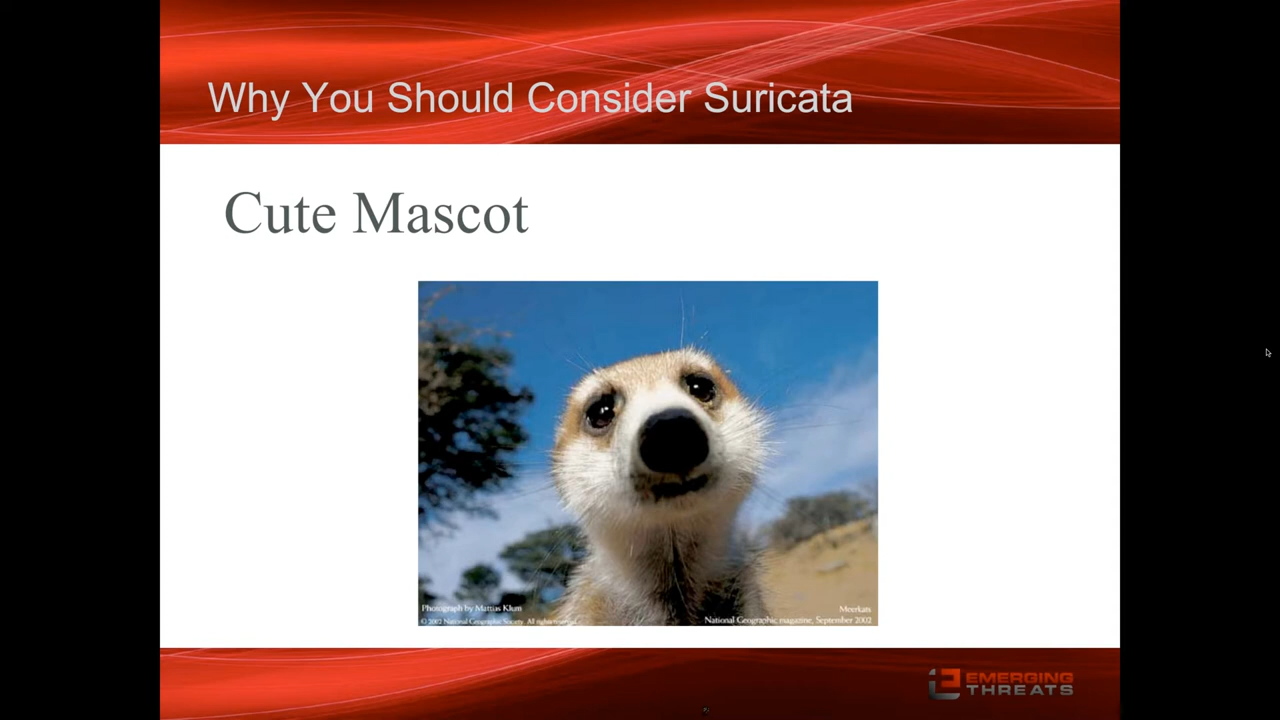 Why You Should Consider Suricata
Cute Mascot
Photograph by Mattias Klum
© 2002 National Geographic Society. All rights reserved.
Meerkats
National Geographic magazine, September 2002
EMERGING
THREATS